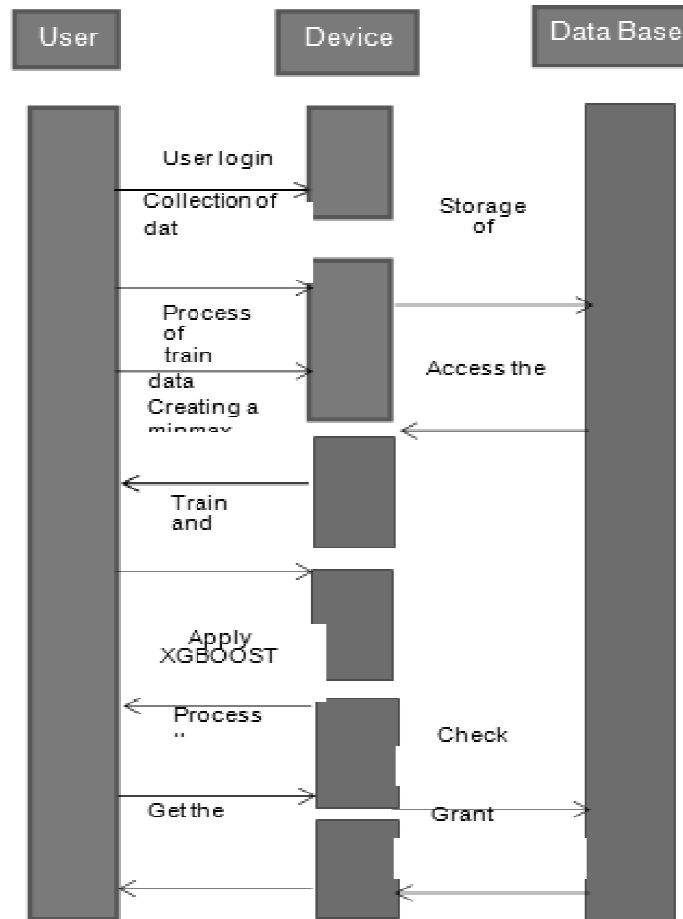 User
Device
Data Base
User login
Collection of
dat
Storage
of
Process
of
train
data
Creating a
minmax
Access the
Train
and
Apply
XGBOOST
Process
Check
Get the
Grant